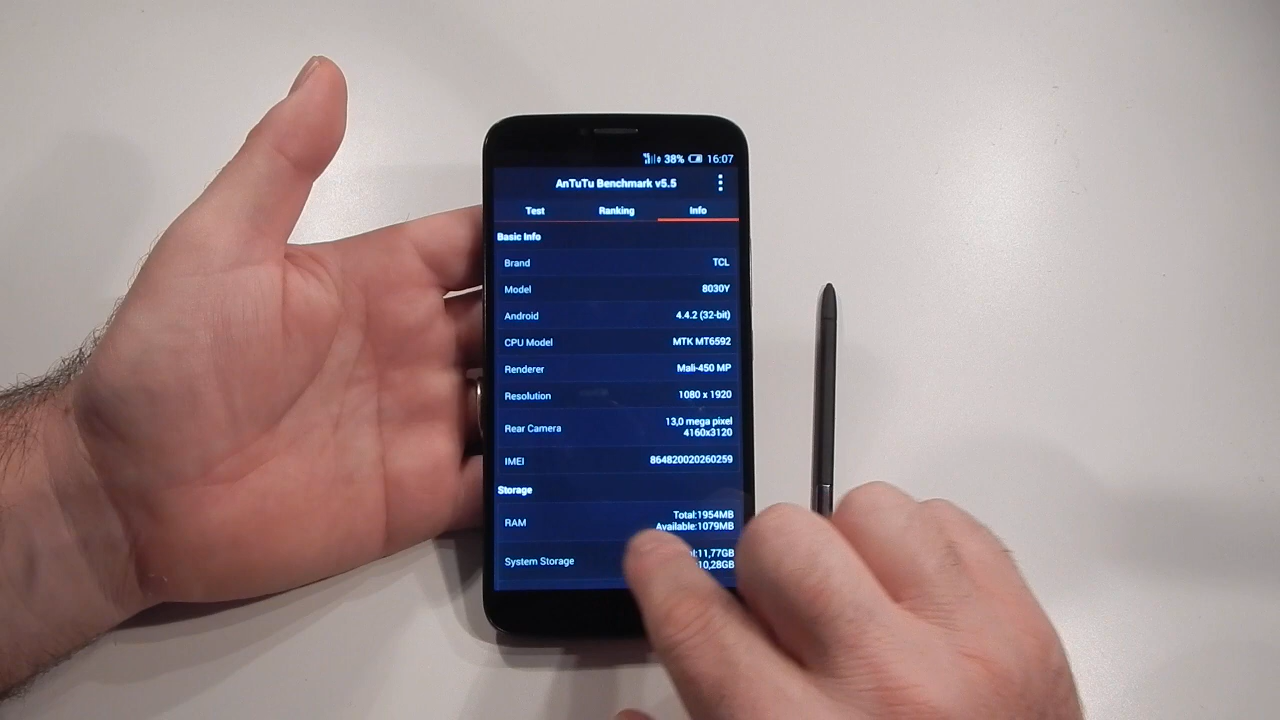 38% 16:07
AnTuTu Benchmark v5.5
Test Ranking Info
Basic Info
Brand TCL
Model 8030Y
Android 4.4.2 (32-bit)
CPU Model MTK MT6592
Renderer Mali-450 MP
Resolution 1080 x 1920
Rear Camera 13,0 mega pixel
4160x3120
IMEI 864820020260259
Storage
RAM Total:1954MB
Available:1079MB
System Storage :11,77GB
10,28GB